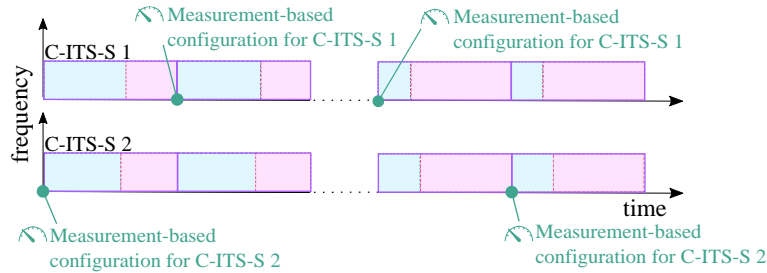 Measurement-based
configuration for C-ITS-S 1
Measurement-based
configuration for C-ITS-S 1
C-ITS-S 1
frequency
C-ITS-S 2
time
Measurement-based
configuration for C-ITS-S 2
Measurement-based
configuration for C-ITS-S 2